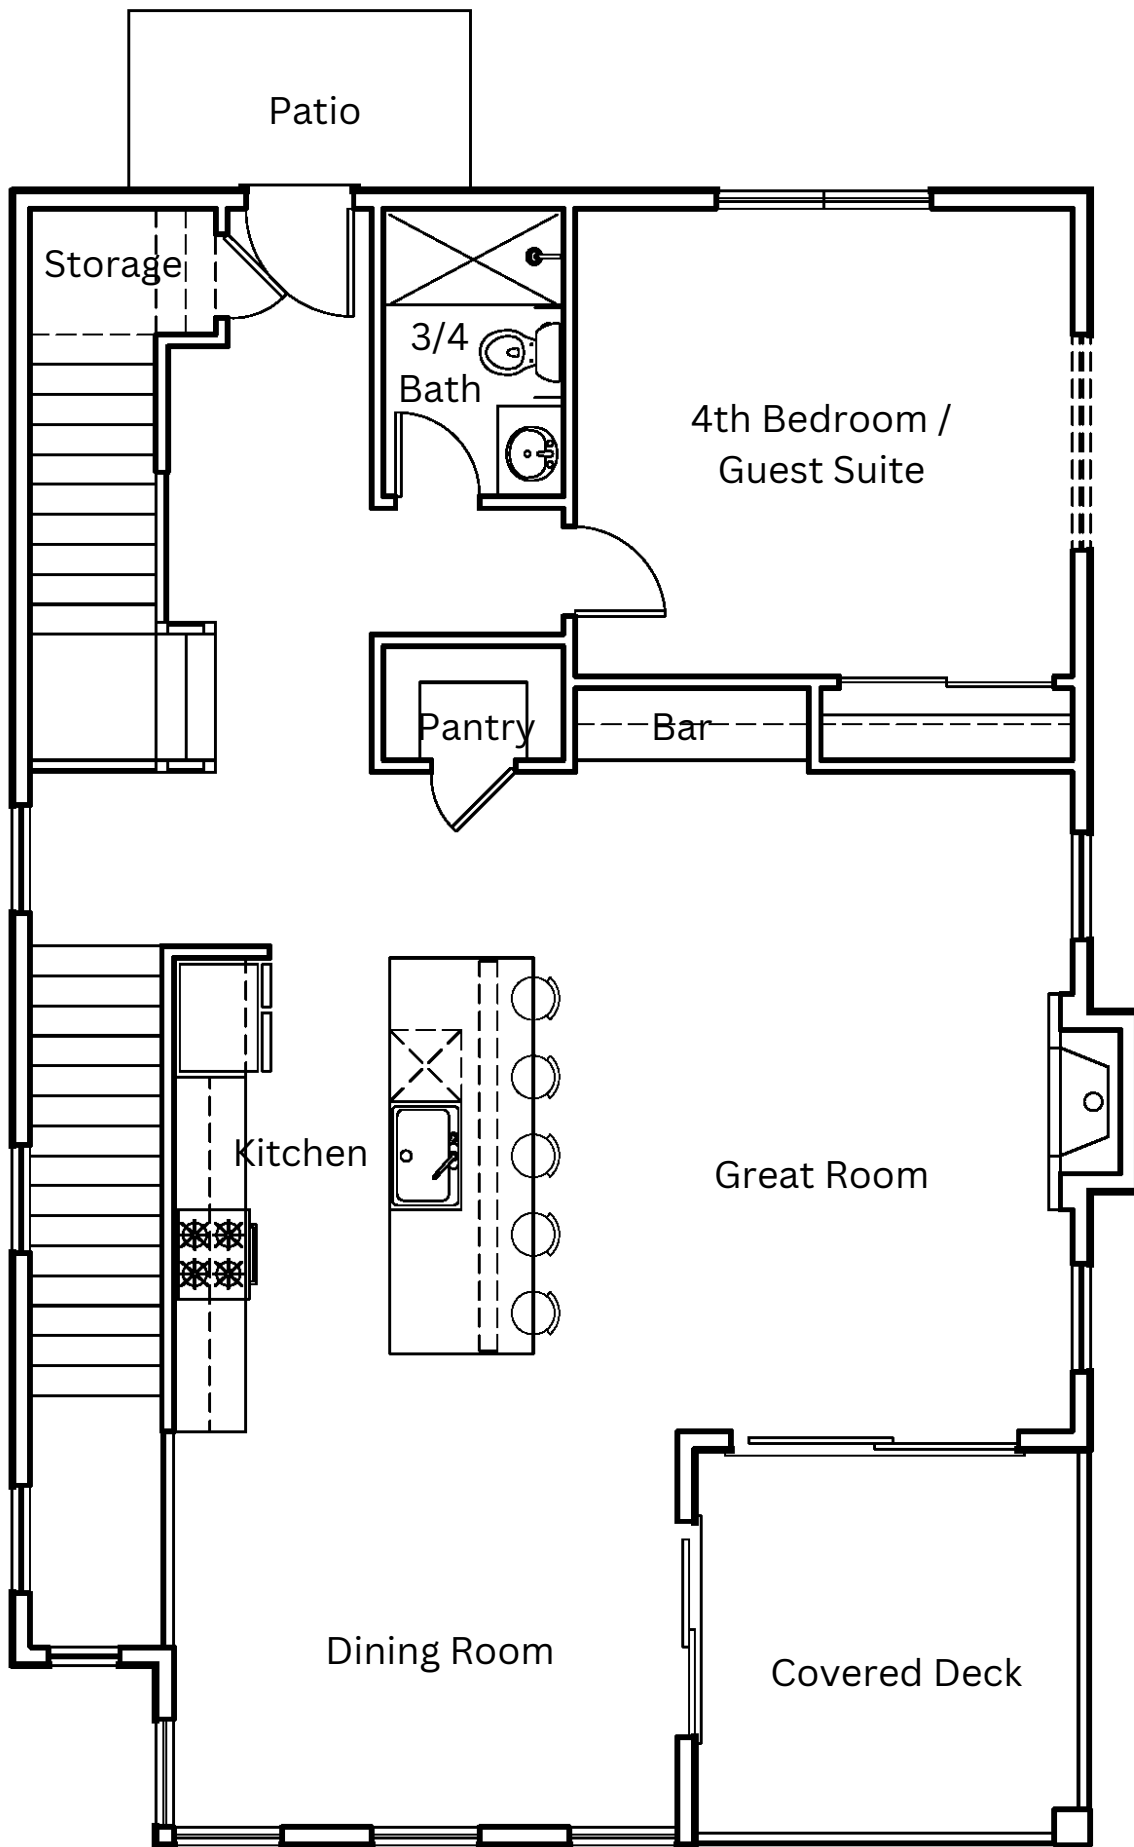 Patio
Storage
3/4
Bath
4th Bedroom /
Guest Suite
Pantry
Bar
Kitchen
Great Room
Dining Room
Covered Deck